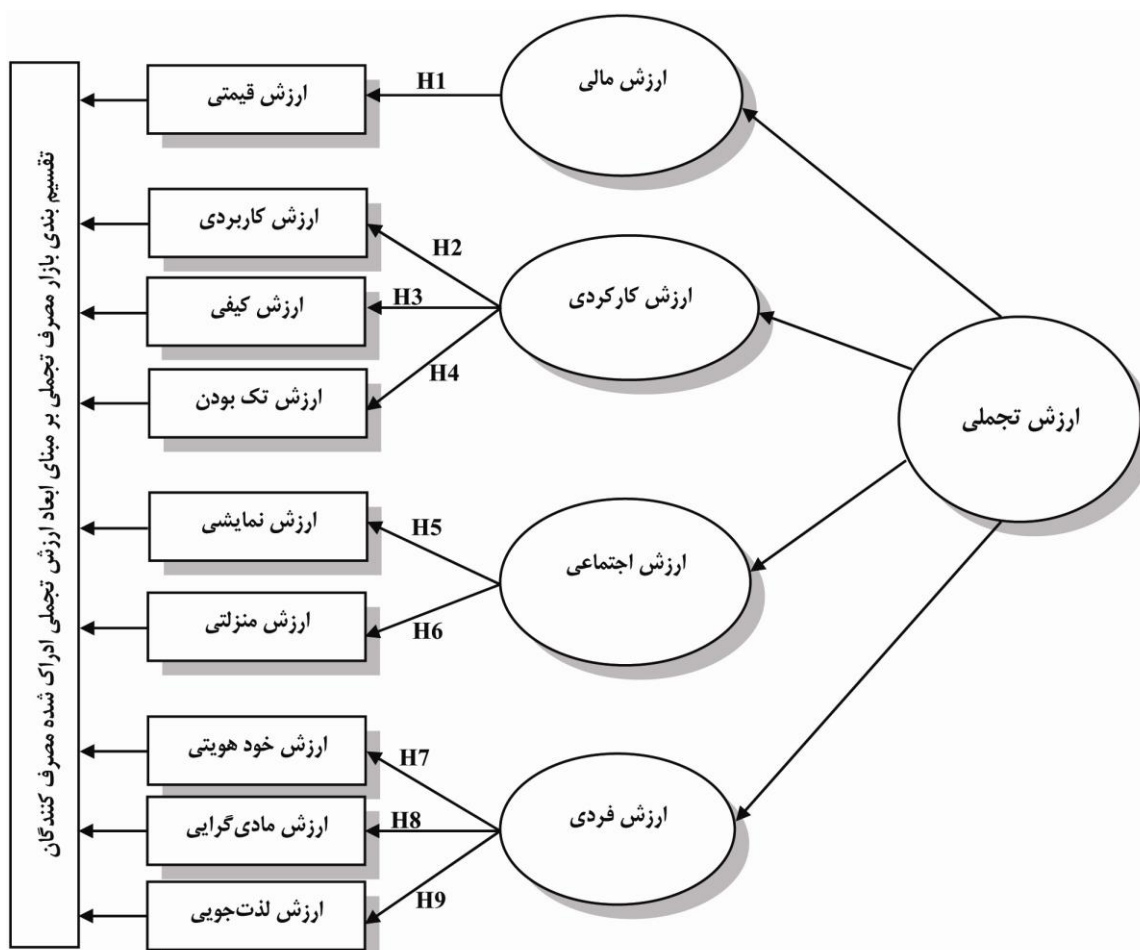 ارزش تجملی
ارزش مالی
H1
ارزش قیمتی
ارزش کارکردی
H2
ارزش کاربردی
H3
ارزش کیفی
H4
ارزش تک بودن
ارزش اجتماعی
H5
ارزش نمایشی
H6
ارزش منزلتی
ارزش فردی
H7
ارزش خود هویتی
H8
ارزش مادی‌گرایی
H9
ارزش لذت‌جویی
تقسیم بندی بازار مصرف تجملی بر مبنای ابعاد ارزش تجملی ادراک شده مصرف کنندگان